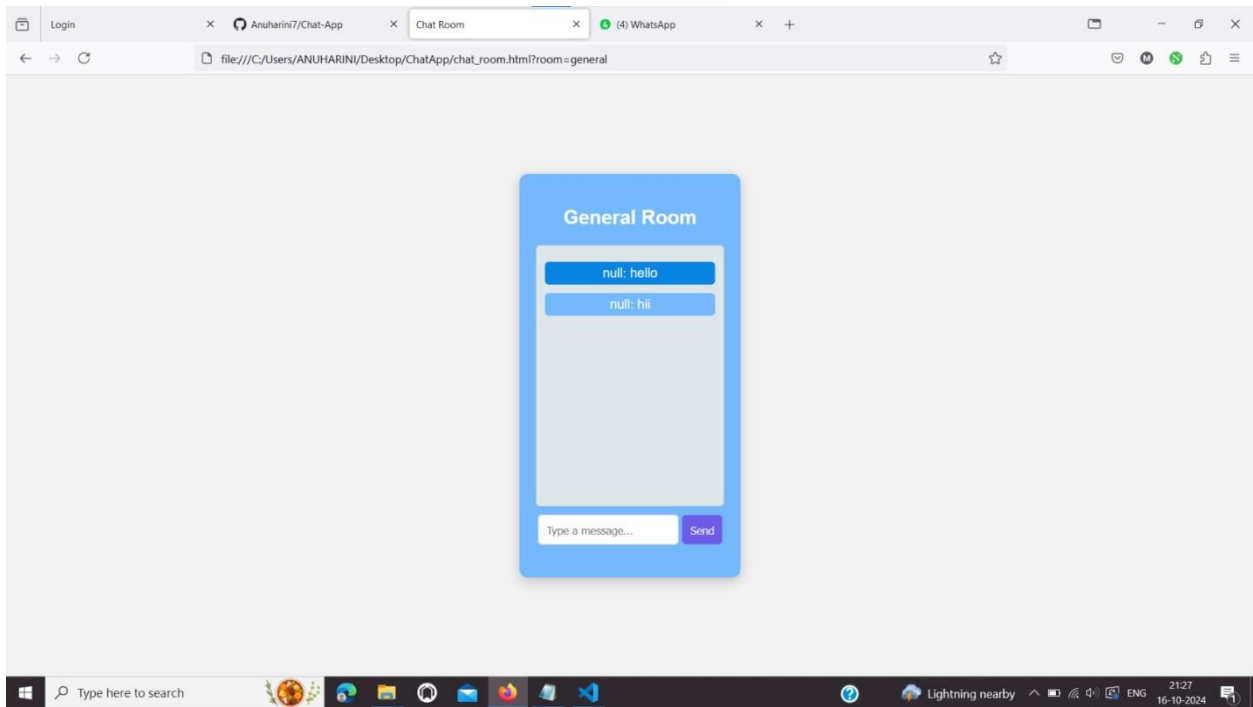 Login
Anuharini7/Chat-App
Chat Room
(4) WhatsApp
file:///C:/Users/ANUHARINI/Desktop/ChatApp/chat_room.html?room=general
General Room
null: hello
null: hii
Type a message...
Send
Type here to search
Lightning nearby
ENG
21:27
16-10-2024